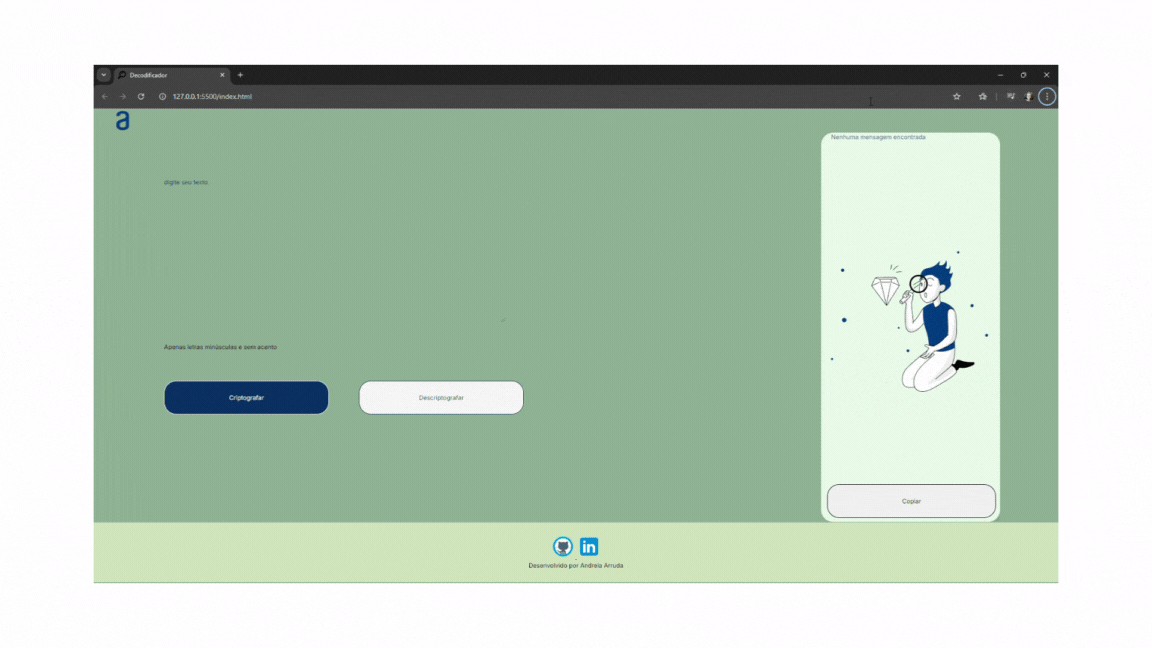 Decodificador
127.0.0.1:5500/index.html
a
Nenhuma mensagem encontrada
digite seu texto
Apenas letras minúsculas e sem acento
Criptografar
Descriptografar
Copiar
in
Desenvolvido por Andreia Arruda